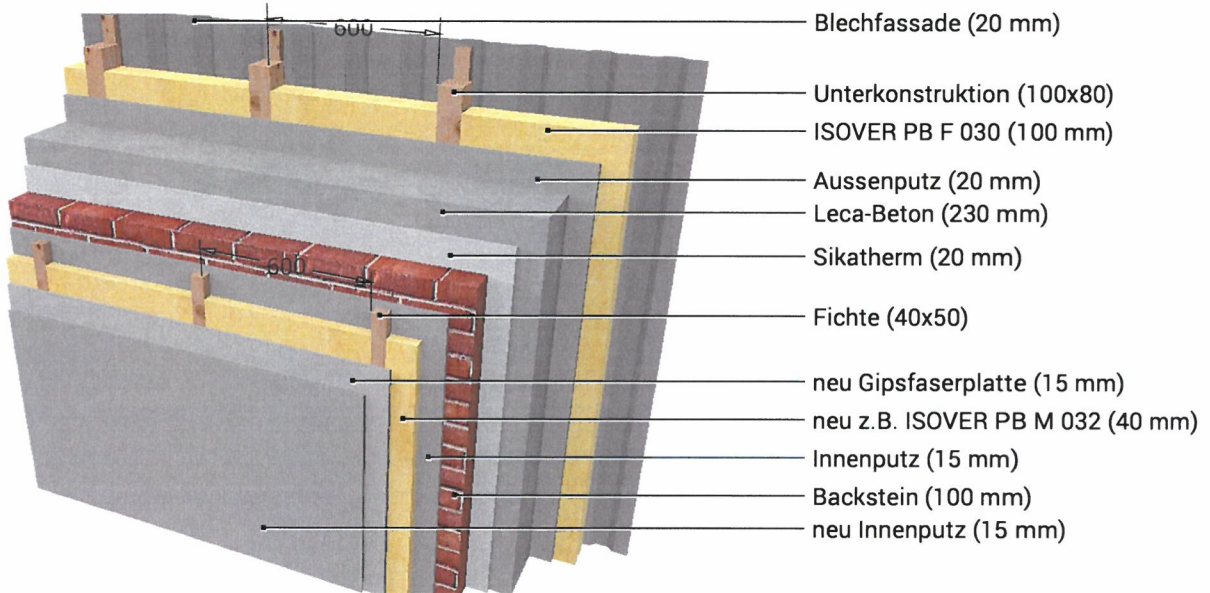 600
Blechfassade (20 mm)
Unterkonstruktion (100x80)
ISOVER PB F 030 (100 mm)
Aussenputz (20 mm)
Leca-Beton (230 mm)
Sikatherm (20 mm)
600
Fichte (40x50)
neu Gipsfaserplatte (15 mm)
neu z.B. ISOVER PB M 032 (40 mm)
Innenputz (15 mm)
Backstein (100 mm)
neu Innenputz (15 mm)